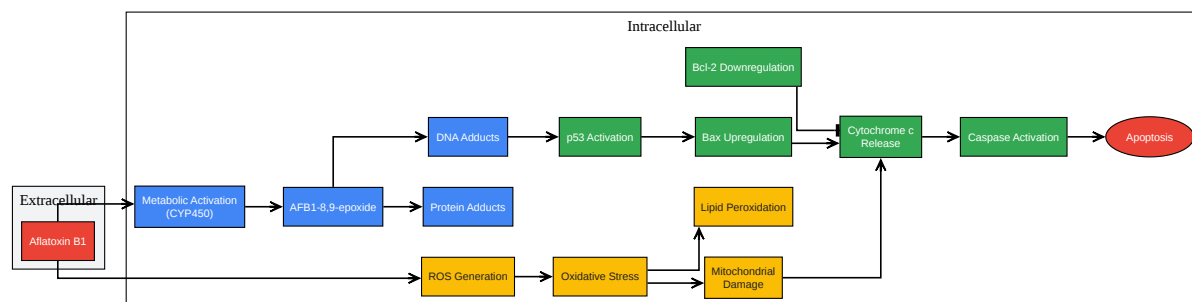 Intracellular
Bcl-2 Downregulation
DNA Adducts
p53 Activation
Bax Upregulation
Cytochrome c
Release
Caspase Activation
Apoptosis
Extracellular
Aflatoxin B1
Metabolic Activation
(CYP450)
AFB1-8,9-epoxide
Protein Adducts
Lipid Peroxidation
ROS Generation
Oxidative Stress
Mitochondrial
Damage